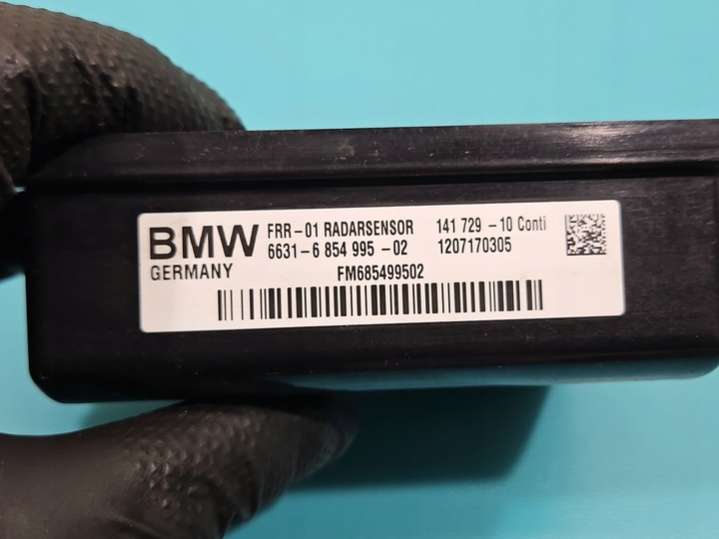 BMW
GERMANY
FRR-01 RADARSENSOR 141 729 -10 Conti
6631-6 854 995 -02 1207170305
FM685499502